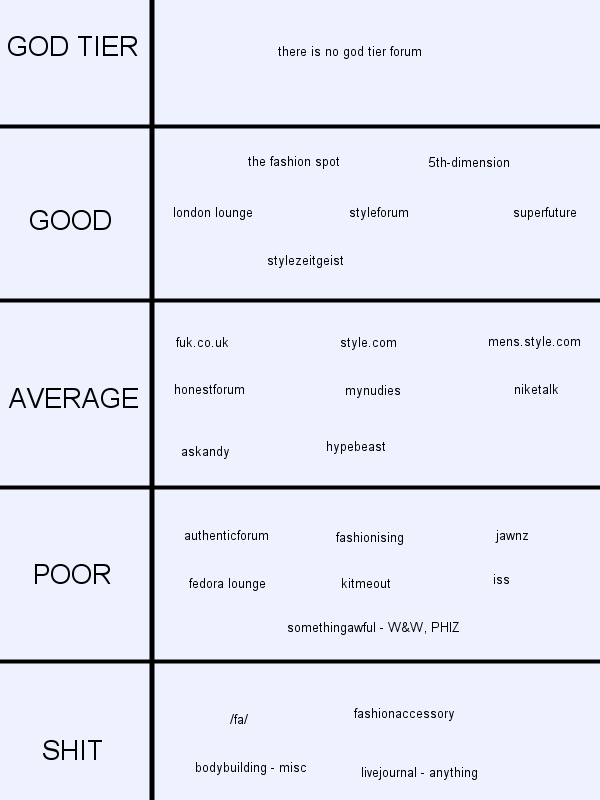 GOD TIER
there is no god tier forum
GOOD
the fashion spot
5th-dimension
london lounge
styleforum
superfuture
stylezeitgeist
AVERAGE
fuk.co.uk
style.com
mens.style.com
honestforum
mynudies
niketalk
askandy
hypebeast
POOR
authenticforum
fashionising
jawnz
fedora lounge
kitmeout
iss
somethingawful - W&W, PHIZ
SHIT
/fa/
fashionaccessory
bodybuilding - misc
livejournal - anything